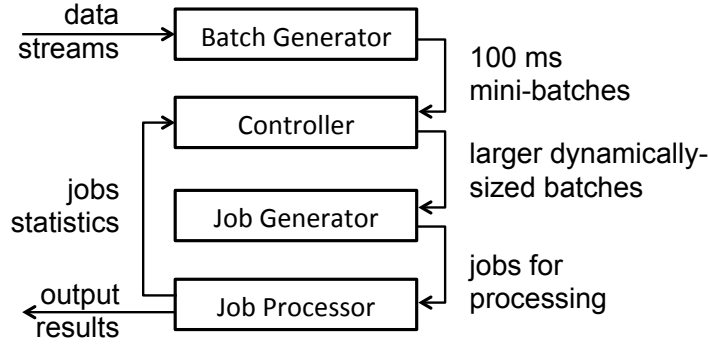 data
streams
Batch Generator
100 ms
mini-batches
Controller
larger dynamically-
sized batches
jobs
statistics
Job Generator
jobs for
processing
Job Processor
output
results